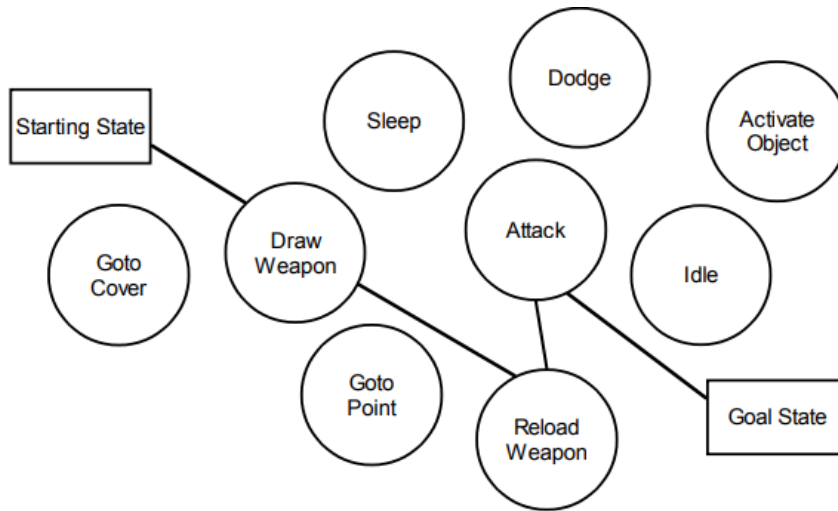 Dodge
Sleep
Activate
Object
Starting State
Attack
Draw
Weapon
Goto
Cover
Idle
Goto
Point
Goal State
Reload
Weapon